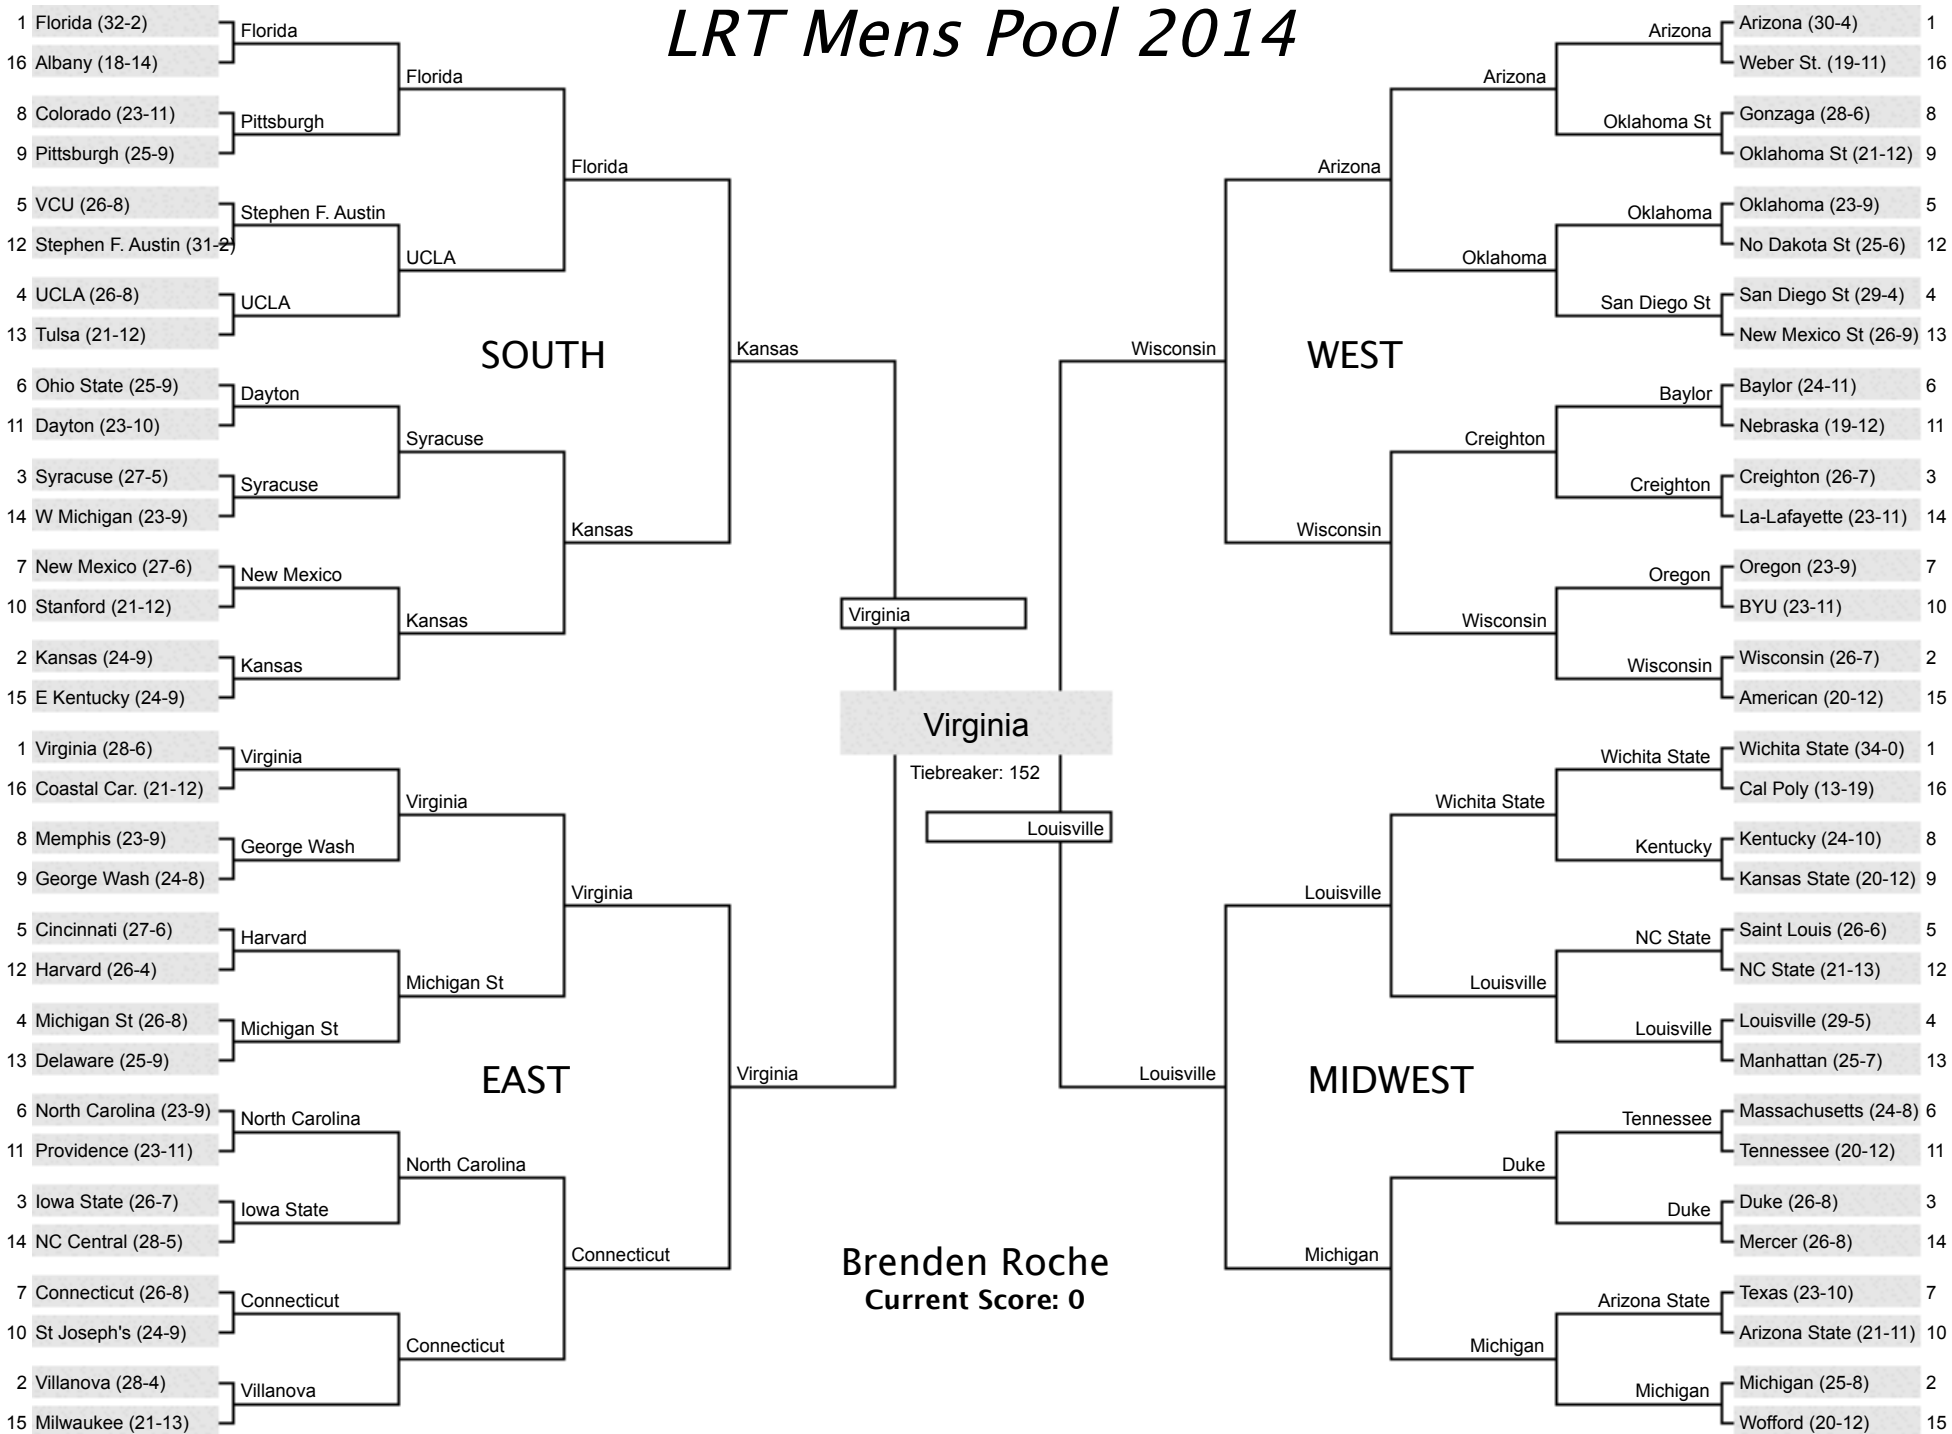 LRT Mens Pool 2014
1 Florida (32-2)
16 Albany (18-14)
8 Colorado (23-11)
9 Pittsburgh (25-9)
5 VCU (26-8)
12 Stephen F. Austin (31-2)
4 UCLA (26-8)
13 Tulsa (21-12)
6 Ohio State (25-9)
11 Dayton (23-10)
3 Syracuse (27-5)
14 W Michigan (23-9)
7 New Mexico (27-6)
10 Stanford (21-12)
2 Kansas (24-9)
15 E Kentucky (24-9)
Florida
Pittsburgh
Stephen F. Austin
UCLA
Dayton
Syracuse
New Mexico
Kansas
Florida
UCLA
Syracuse
Kansas
Florida
Kansas
Kansas
SOUTH
1 Virginia (28-6)
16 Coastal Car. (21-12)
8 Memphis (23-9)
9 George Wash (24-8)
5 Cincinnati (27-6)
12 Harvard (26-4)
4 Michigan St (26-8)
13 Delaware (25-9)
6 North Carolina (23-9)
11 Providence (23-11)
3 Iowa State (26-7)
14 NC Central (28-5)
7 Connecticut (26-8)
10 St Joseph's (24-9)
2 Villanova (28-4)
15 Milwaukee (21-13)
Virginia
George Wash
Harvard
Michigan St
North Carolina
Iowa State
Connecticut
Villanova
Virginia
Michigan St
North Carolina
Connecticut
Virginia
Connecticut
Virginia
EAST
Virginia
Virginia
Tiebreaker: 152
Louisville
Brenden Roche
Current Score: 0
Arizona (30-4) 1
Weber St. (19-11) 16
Gonzaga (28-6) 8
Oklahoma St (21-12) 9
Oklahoma (23-9) 5
No Dakota St (25-6) 12
San Diego St (29-4) 4
New Mexico St (26-9) 13
Baylor (24-11) 6
Nebraska (19-12) 11
Creighton (26-7) 3
La-Lafayette (23-11) 14
Oregon (23-9) 7
BYU (23-11) 10
Wisconsin (26-7) 2
American (20-12) 15
Arizona
Oklahoma St
Oklahoma
San Diego St
Baylor
Creighton
Oregon
Wisconsin
Arizona
Oklahoma
Creighton
Wisconsin
Arizona
Wisconsin
Wisconsin
WEST
Wichita State (34-0) 1
Cal Poly (13-19) 16
Kentucky (24-10) 8
Kansas State (20-12) 9
Saint Louis (26-6) 5
NC State (21-13) 12
Louisville (29-5) 4
Manhattan (25-7) 13
Massachusetts (24-8) 6
Tennessee (20-12) 11
Duke (26-8) 3
Mercer (26-8) 14
Texas (23-10) 7
Arizona State (21-11) 10
Michigan (25-8) 2
Wofford (20-12) 15
Wichita State
Kentucky
NC State
Louisville
Tennessee
Duke
Arizona State
Michigan
Wichita State
Louisville
Duke
Michigan
Louisville
Michigan
Louisville
MIDWEST